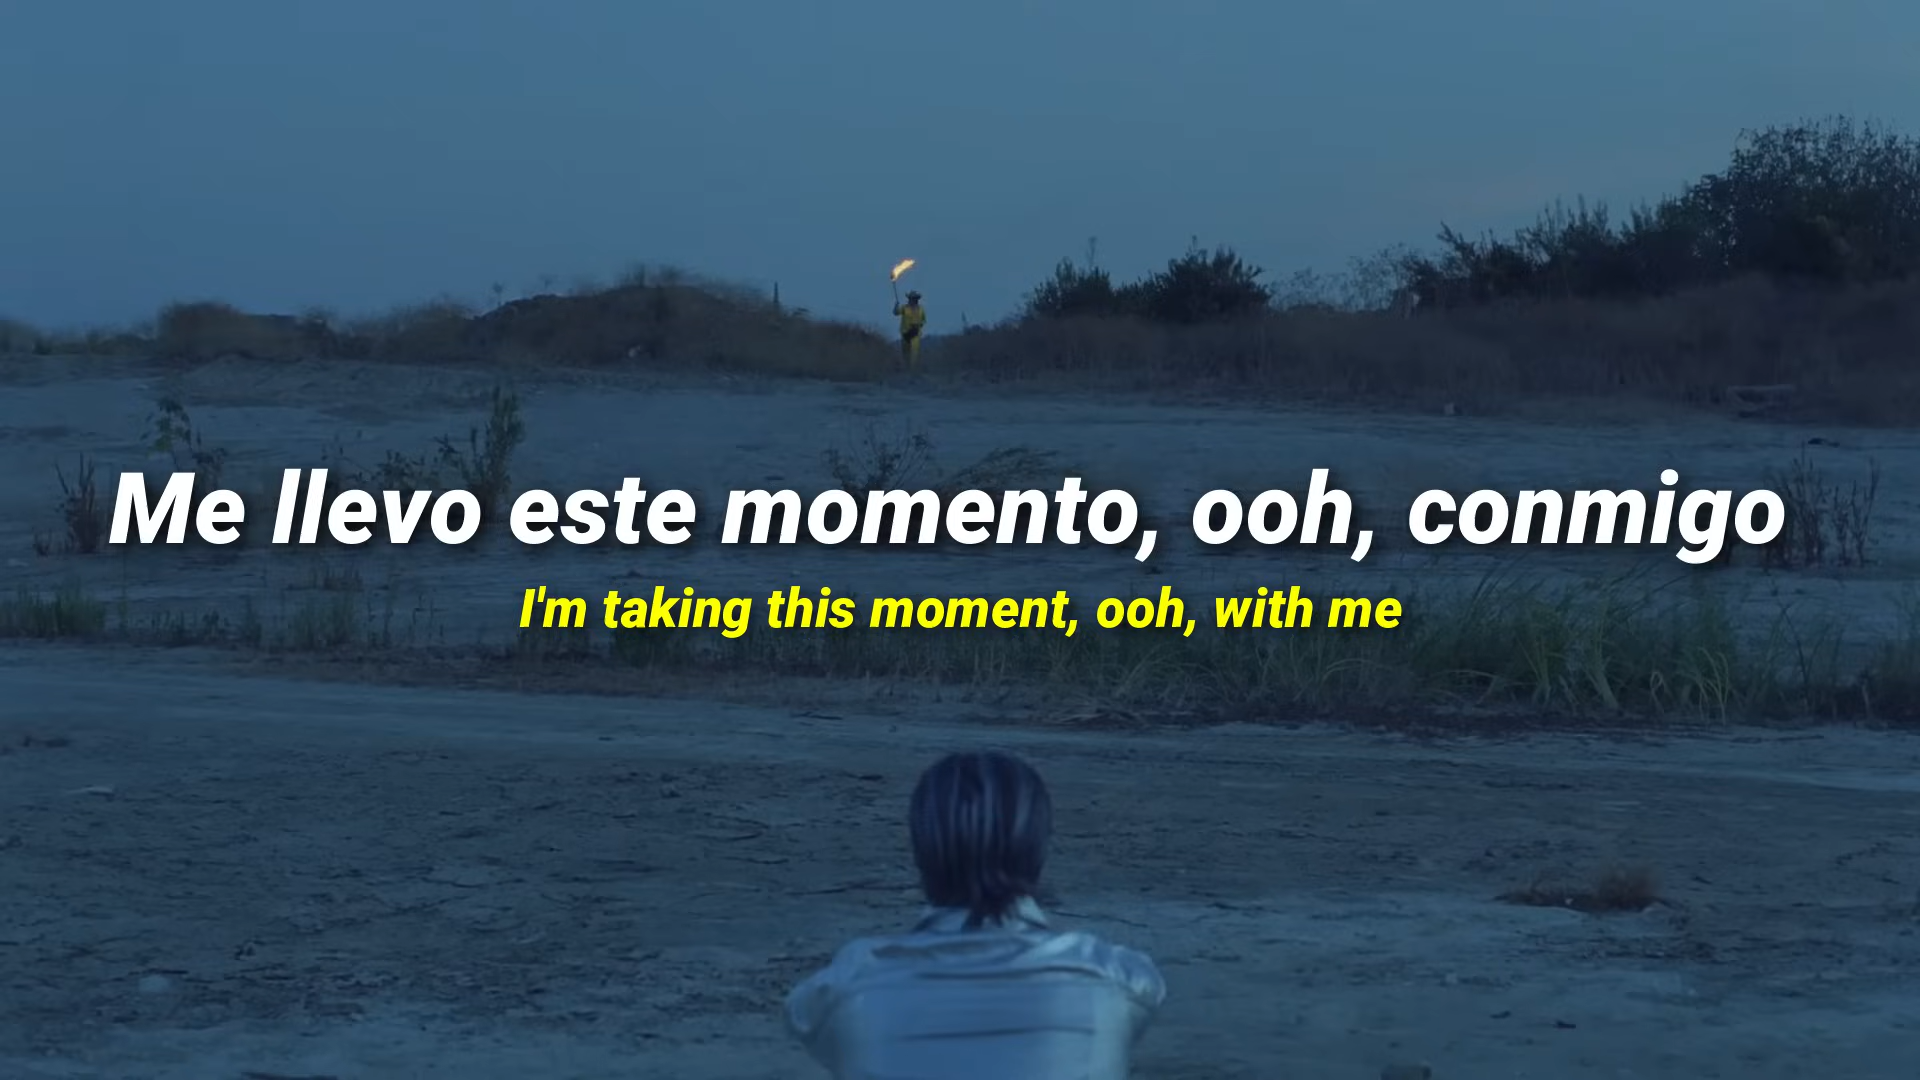 Me llevo este momento, ooh, conmigo
I'm taking this moment, ooh, with me